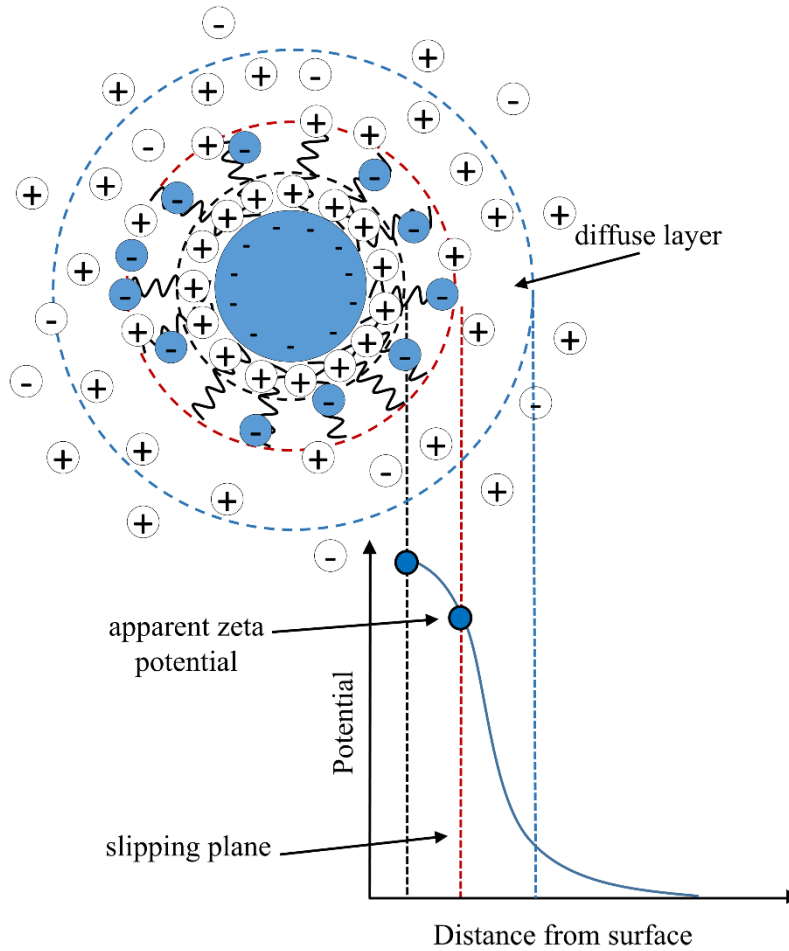 diffuse layer
apparent zeta
potential
Potential
slipping plane
Distance from surface